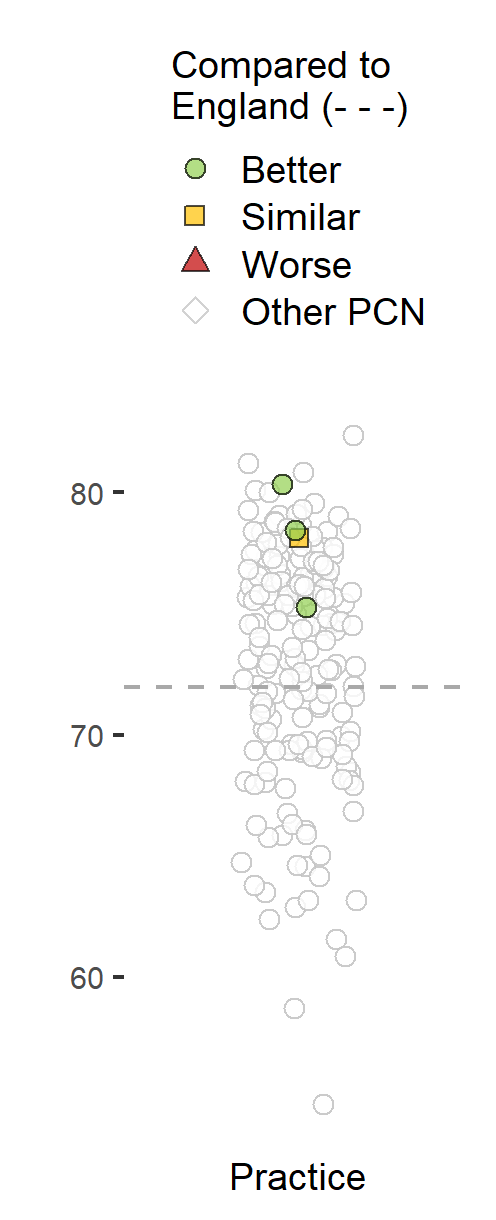 Compared to
England (- - -)
Better
Similar
Worse
Other PCN
80
70
60
Practice